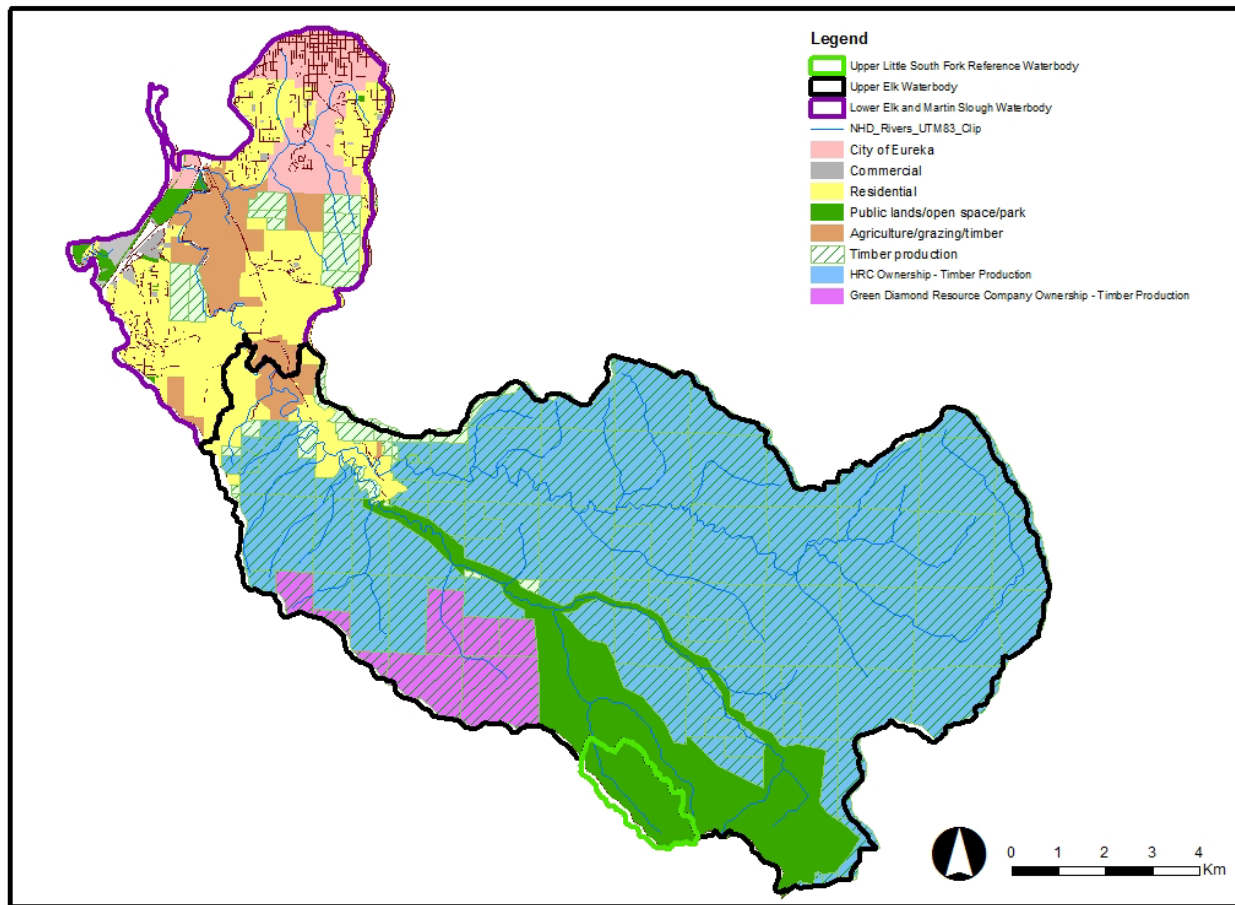 Legend
Upper Little South Fork Reference Waterbody
Upper Elk Waterbody
Lower Elk and Martin Slough Waterbody
NHD_Rivers_UTM83_Clip
City of Eureka
Commercial
Residential
Public lands/open space/park
Agriculture/grazing/timber
Timber production
HRC Ownership - Timber Production
Green Diamond Resource Company Ownership - Timber Production
0 1 2 3 4
Km